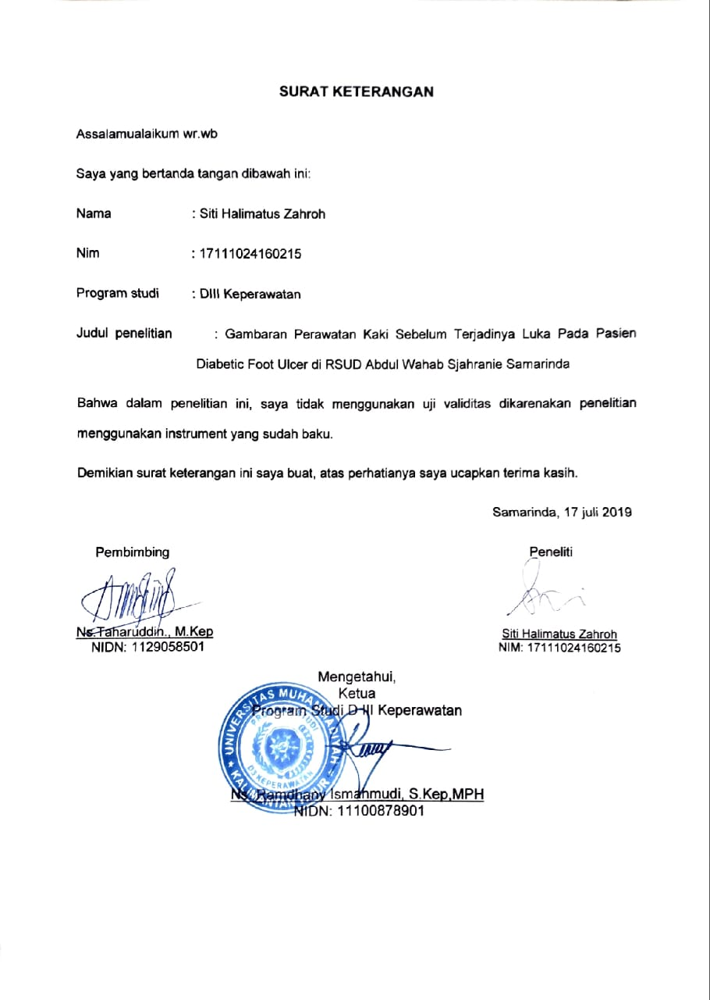 SURAT KETERANGAN
Assalamualaikum wr.wb
Saya yang bertanda tangan dibawah ini:
Nama : Siti Halimatus Zahroh
Nim : 17111024160215
Program studi : DIII Keperawatan
Judul penelitian : Gambaran Perawatan Kaki Sebelum Terjadinya Luka Pada Pasien
Diabetic Foot Ulcer di RSUD Abdul Wahab Sjahranie Samarinda
Bahwa dalam penelitian ini, saya tidak menggunakan uji validitas dikarenakan penelitian
menggunakan instrument yang sudah baku.
Demikian surat keterangan ini saya buat, atas perhatianya saya ucapkan terima kasih.
Samarinda, 17 juli 2019
Pembimbing
Peneliti
Ns.Taharuddin., M.Kep
NIDN: 1129058501
Siti Halimatus Zahroh
NIM: 17111024160215
Mengetahui,
Ketua
Program Studi D III Keperawatan
UNIVERSITAS MUHAMMADIYAH
KALIMANTAN TIMUR
PROGRAM STUDI
D3 KEPERAWATAN
Ns. Ramdhany Ismahmudi, S.Kep,MPH
NIDN: 11100878901